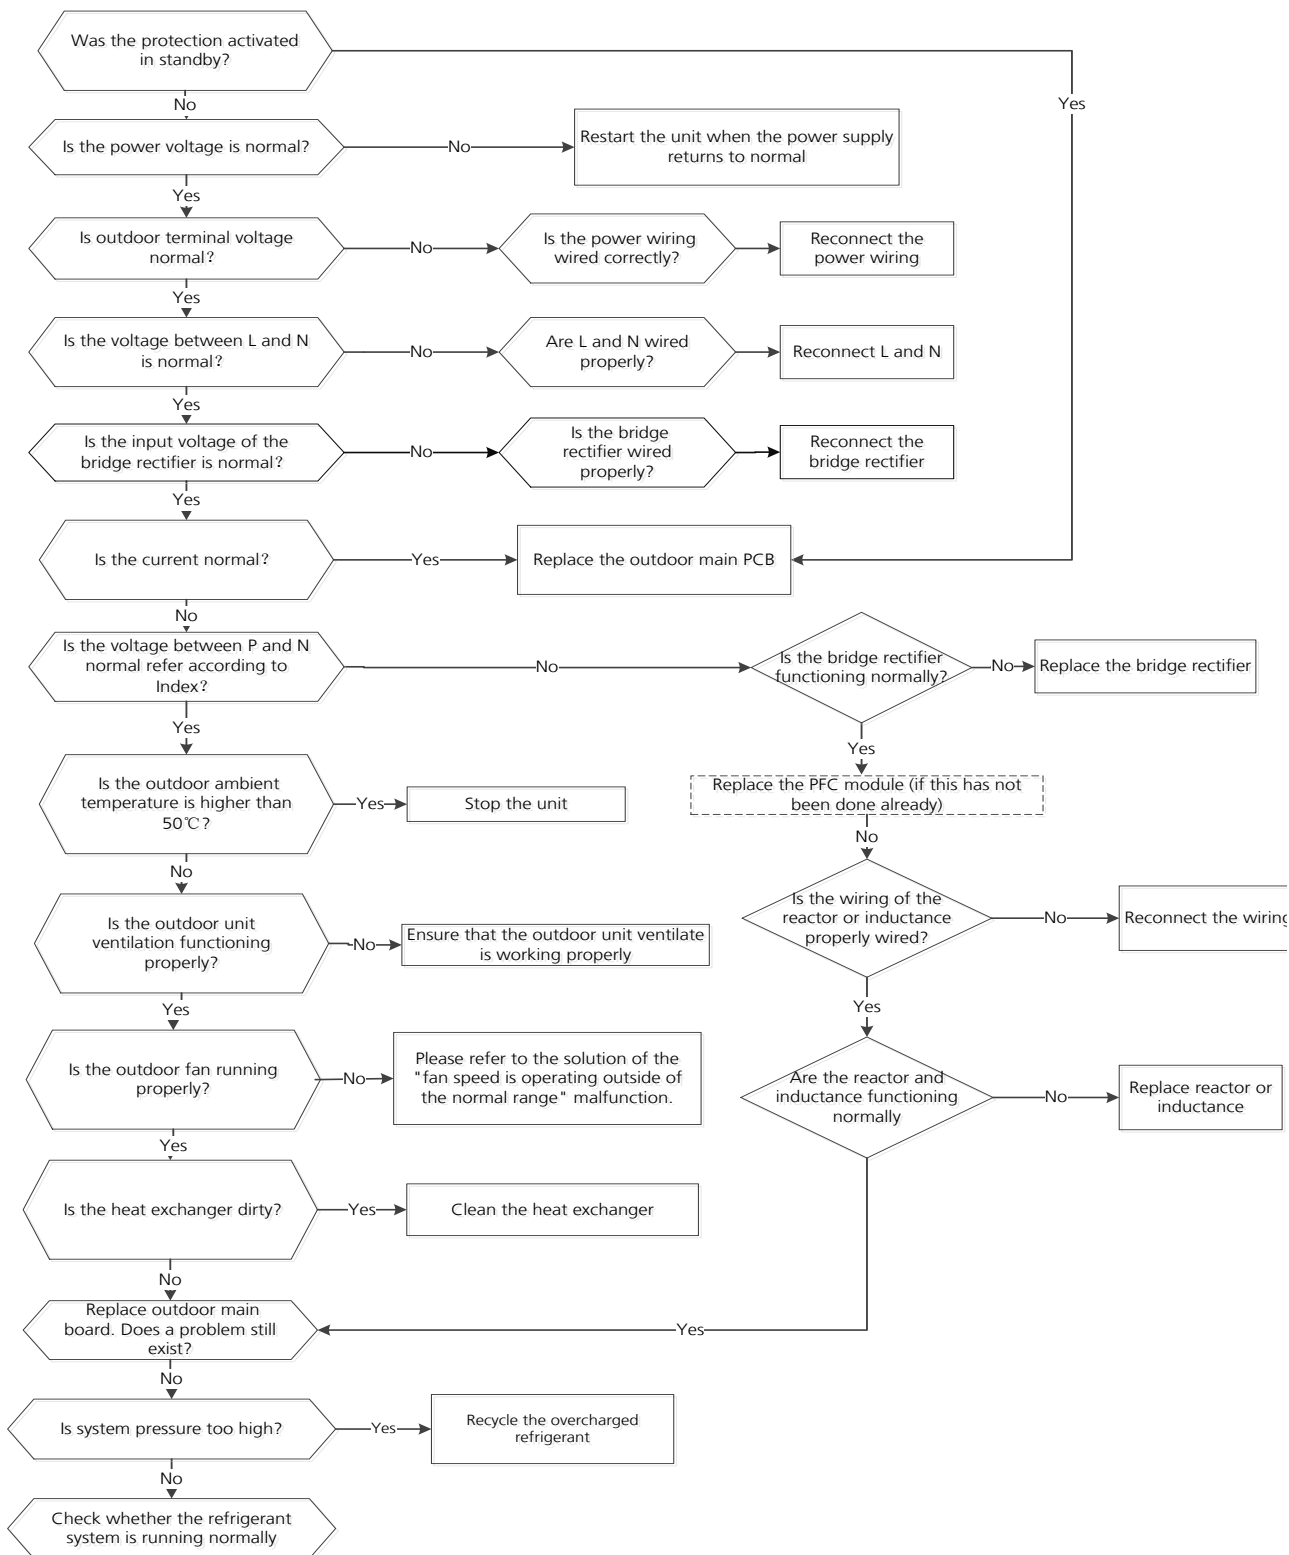 Was the protection activated
in standby?
No
Yes
Is the power voltage is normal?
No
Restart the unit when the power supply
returns to normal
Yes
Is outdoor terminal voltage
normal?
No
Is the power wiring
wired correctly?
Reconnect the
power wiring
Yes
Is the voltage between L and N
is normal?
No
Are L and N wired
properly?
Reconnect L and N
Yes
Is the input voltage of the
bridge rectifier is normal?
No
Is the bridge
rectifier wired
properly?
Reconnect the
bridge rectifier
Yes
Is the current normal?
Yes
Replace the outdoor main PCB
No
Is the voltage between P and N
normal refer according to
Index?
No
Is the bridge rectifier
functioning normally?
No
Replace the bridge rectifier
Yes
Yes
Is the outdoor ambient
temperature is higher than
50℃?
Yes
Stop the unit
Replace the PFC module (if this has not
been done already)
No
No
Is the outdoor unit
ventilation functioning
properly?
No
Ensure that the outdoor unit ventilate
is working properly
Is the wiring of the
reactor or inductance
properly wired?
No
Reconnect the wiring
Yes
Yes
Is the outdoor fan running
properly?
No
Please refer to the solution of the
"fan speed is operating outside of
the normal range" malfunction.
Are the reactor and
inductance functioning
normally
No
Replace reactor or
inductance
Yes
Is the heat exchanger dirty?
Yes
Clean the heat exchanger
No
Replace outdoor main
board. Does a problem still
exist?
Yes
No
Is system pressure too high?
Yes
Recycle the overcharged
refrigerant
No
Check whether the refrigerant
system is running normally